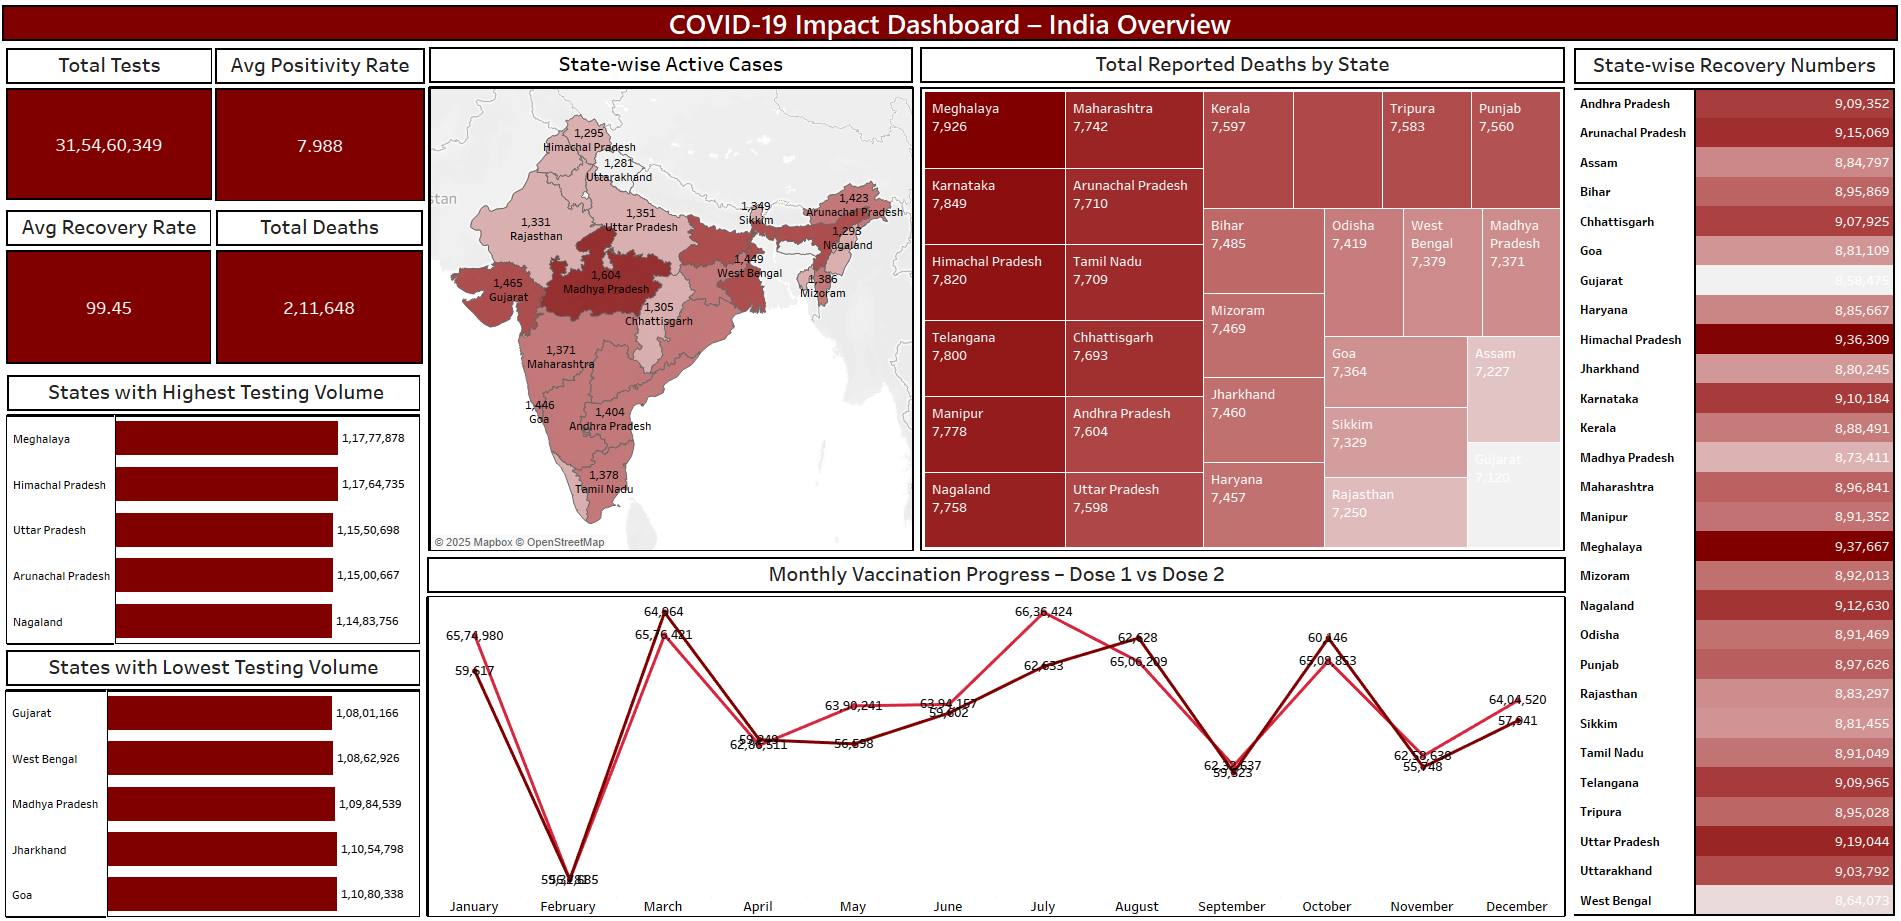 COVID-19 Impact Dashboard – India Overview
Total Tests
31,54,60,349
Avg Positivity Rate
7.988
Avg Recovery Rate
99.45
Total Deaths
2,11,648
States with Highest Testing Volume
Meghalaya 1,17,77,878
Himachal Pradesh 1,17,64,735
Uttar Pradesh 1,15,50,698
Arunachal Pradesh 1,15,00,667
Nagaland 1,14,83,756
States with Lowest Testing Volume
Gujarat 1,08,01,166
West Bengal 1,08,62,926
Madhya Pradesh 1,09,84,539
Jharkhand 1,10,54,798
Goa 1,10,80,338
State-wise Active Cases
stan
1,295
Himachal Pradesh
1,281
Uttarakhand
1,331
Rajasthan
1,351
Uttar Pradesh
1,349
Sikkim
1,423
Arunachal Pradesh
1,293
Nagaland
1,449
West Bengal
1,386
Mizoram
1,465
Gujarat
1,604
Madhya Pradesh
1,305
Chhattisgarh
1,371
Maharashtra
1,446
Goa
1,404
Andhra Pradesh
1,378
Tamil Nadu
© 2025 Mapbox © OpenStreetMap
Total Reported Deaths by State
Meghalaya
7,926
Karnataka
7,849
Himachal Pradesh
7,820
Telangana
7,800
Manipur
7,778
Nagaland
7,758
Maharashtra
7,742
Arunachal Pradesh
7,710
Tamil Nadu
7,709
Chhattisgarh
7,693
Andhra Pradesh
7,604
Uttar Pradesh
7,598
Kerala
7,597
Tripura
7,583
Punjab
7,560
Bihar
7,485
Mizoram
7,469
Jharkhand
7,460
Haryana
7,457
Odisha
7,419
West
Bengal
7,379
Madhya
Pradesh
7,371
Goa
7,364
Sikkim
7,329
Rajasthan
7,250
Assam
7,227
Gujarat
7,120
Monthly Vaccination Progress – Dose 1 vs Dose 2
65,74,980
59,617
64,964
65,76,421
62,86,511
63,90,241
56,598
63,94,167
59,602
66,36,424
62,633
62,628
65,06,209
62,32,637
59,523
60,146
65,08,853
62,58,638
55,748
64,04,520
57,941
January February March April May June July August September October November December
State-wise Recovery Numbers
Andhra Pradesh 9,09,352
Arunachal Pradesh 9,15,069
Assam 8,84,797
Bihar 8,95,869
Chhattisgarh 9,07,925
Goa 8,81,109
Gujarat 8,58,475
Haryana 8,85,667
Himachal Pradesh 9,36,309
Jharkhand 8,80,245
Karnataka 9,10,184
Kerala 8,88,491
Madhya Pradesh 8,73,411
Maharashtra 8,96,841
Manipur 8,91,352
Meghalaya 9,37,667
Mizoram 8,92,013
Nagaland 9,12,630
Odisha 8,91,469
Punjab 8,97,626
Rajasthan 8,83,297
Sikkim 8,81,455
Tamil Nadu 8,91,049
Telangana 9,09,965
Tripura 8,95,028
Uttar Pradesh 9,19,044
Uttarakhand 9,03,792
West Bengal 8,64,073